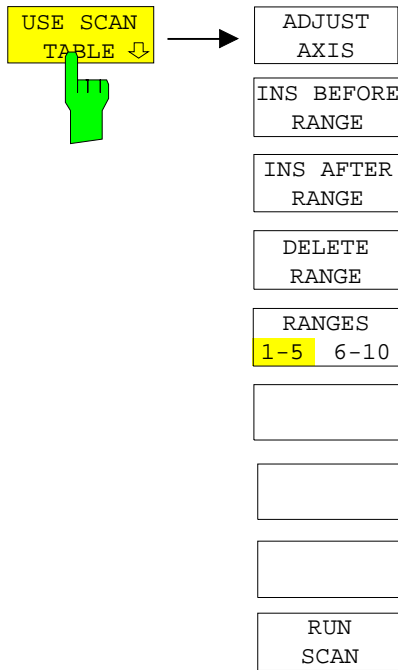 USE SCAN
TABLE
ADJUST
AXIS
INS BEFORE
RANGE
INS AFTER
RANGE
DELETE
RANGE
RANGES
1-5 6-10
RUN
SCAN